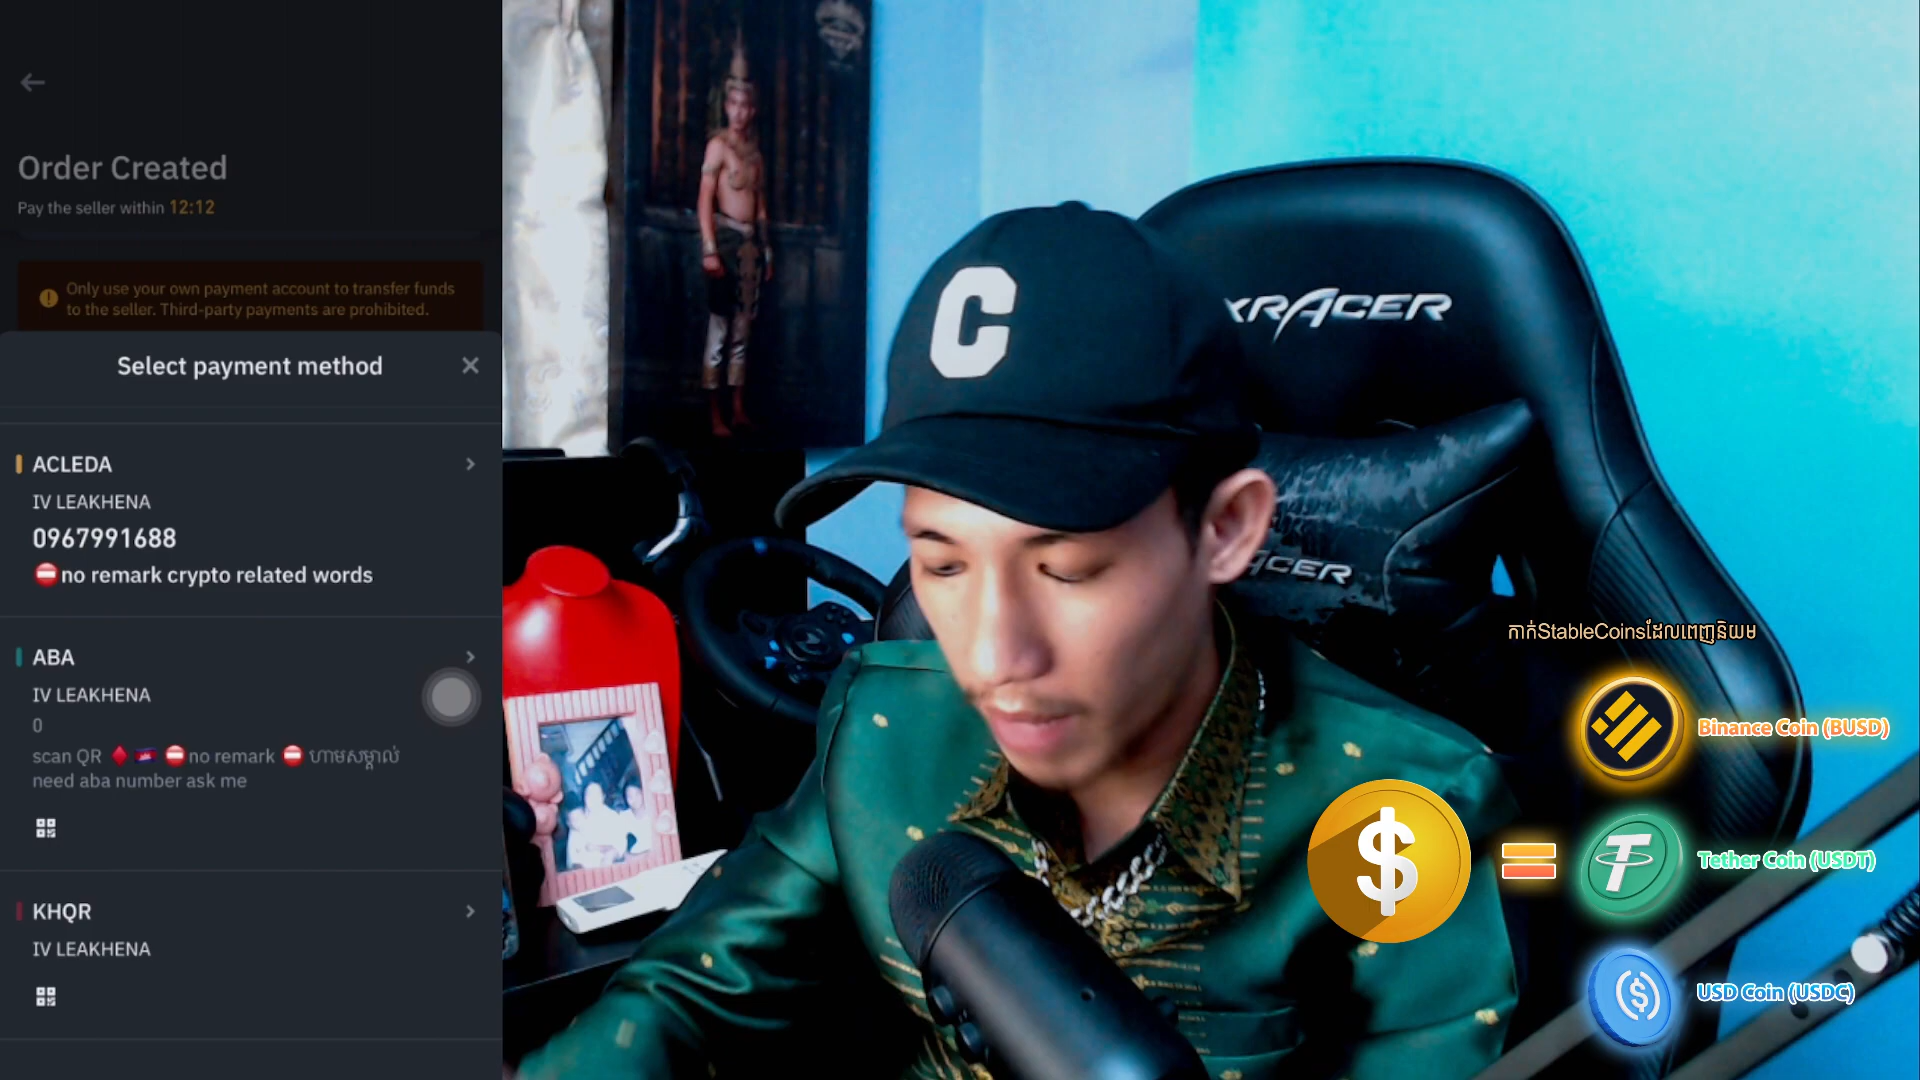 Order Created
Pay the seller within 12:12
Only use your own payment account to transfer funds
to the seller. Third-party payments are prohibited.
Select payment method
ACLEDA
IV LEAKHENA
0967991688
⛔no remark crypto related words
ABA
IV LEAKHENA
0
scan QR ♦️🇰🇭⛔no remark⛔ ហាមសម្គាល់
need aba number ask me
KHQR
IV LEAKHENA
C
XRACER
ACER
កាក់StableCoinsដែលពេញនិយម
Binance Coin (BUSD)
Tether Coin (USDT)
USD Coin (USDC)